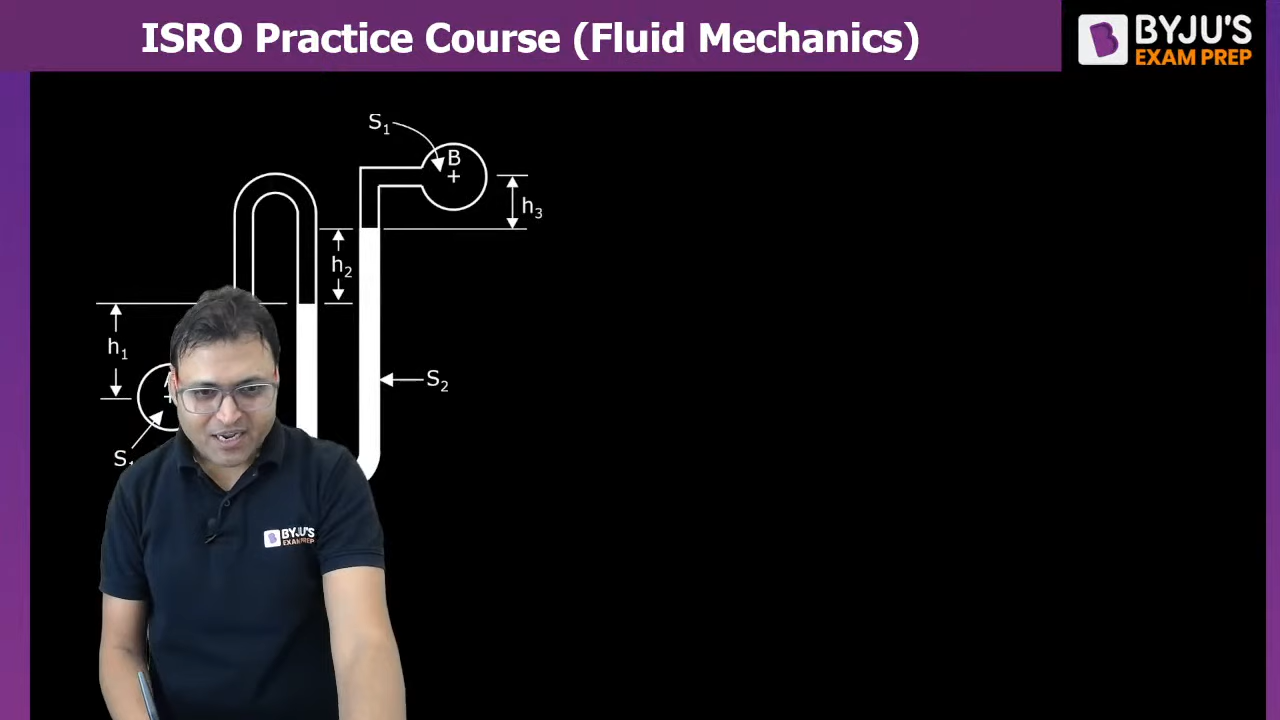 ISRO Practice Course (Fluid Mechanics)
BYJU'S
EXAM PREP
S₁
B
h₃
h₂
h₁
S₂
BYJU'S
EXAM PREP